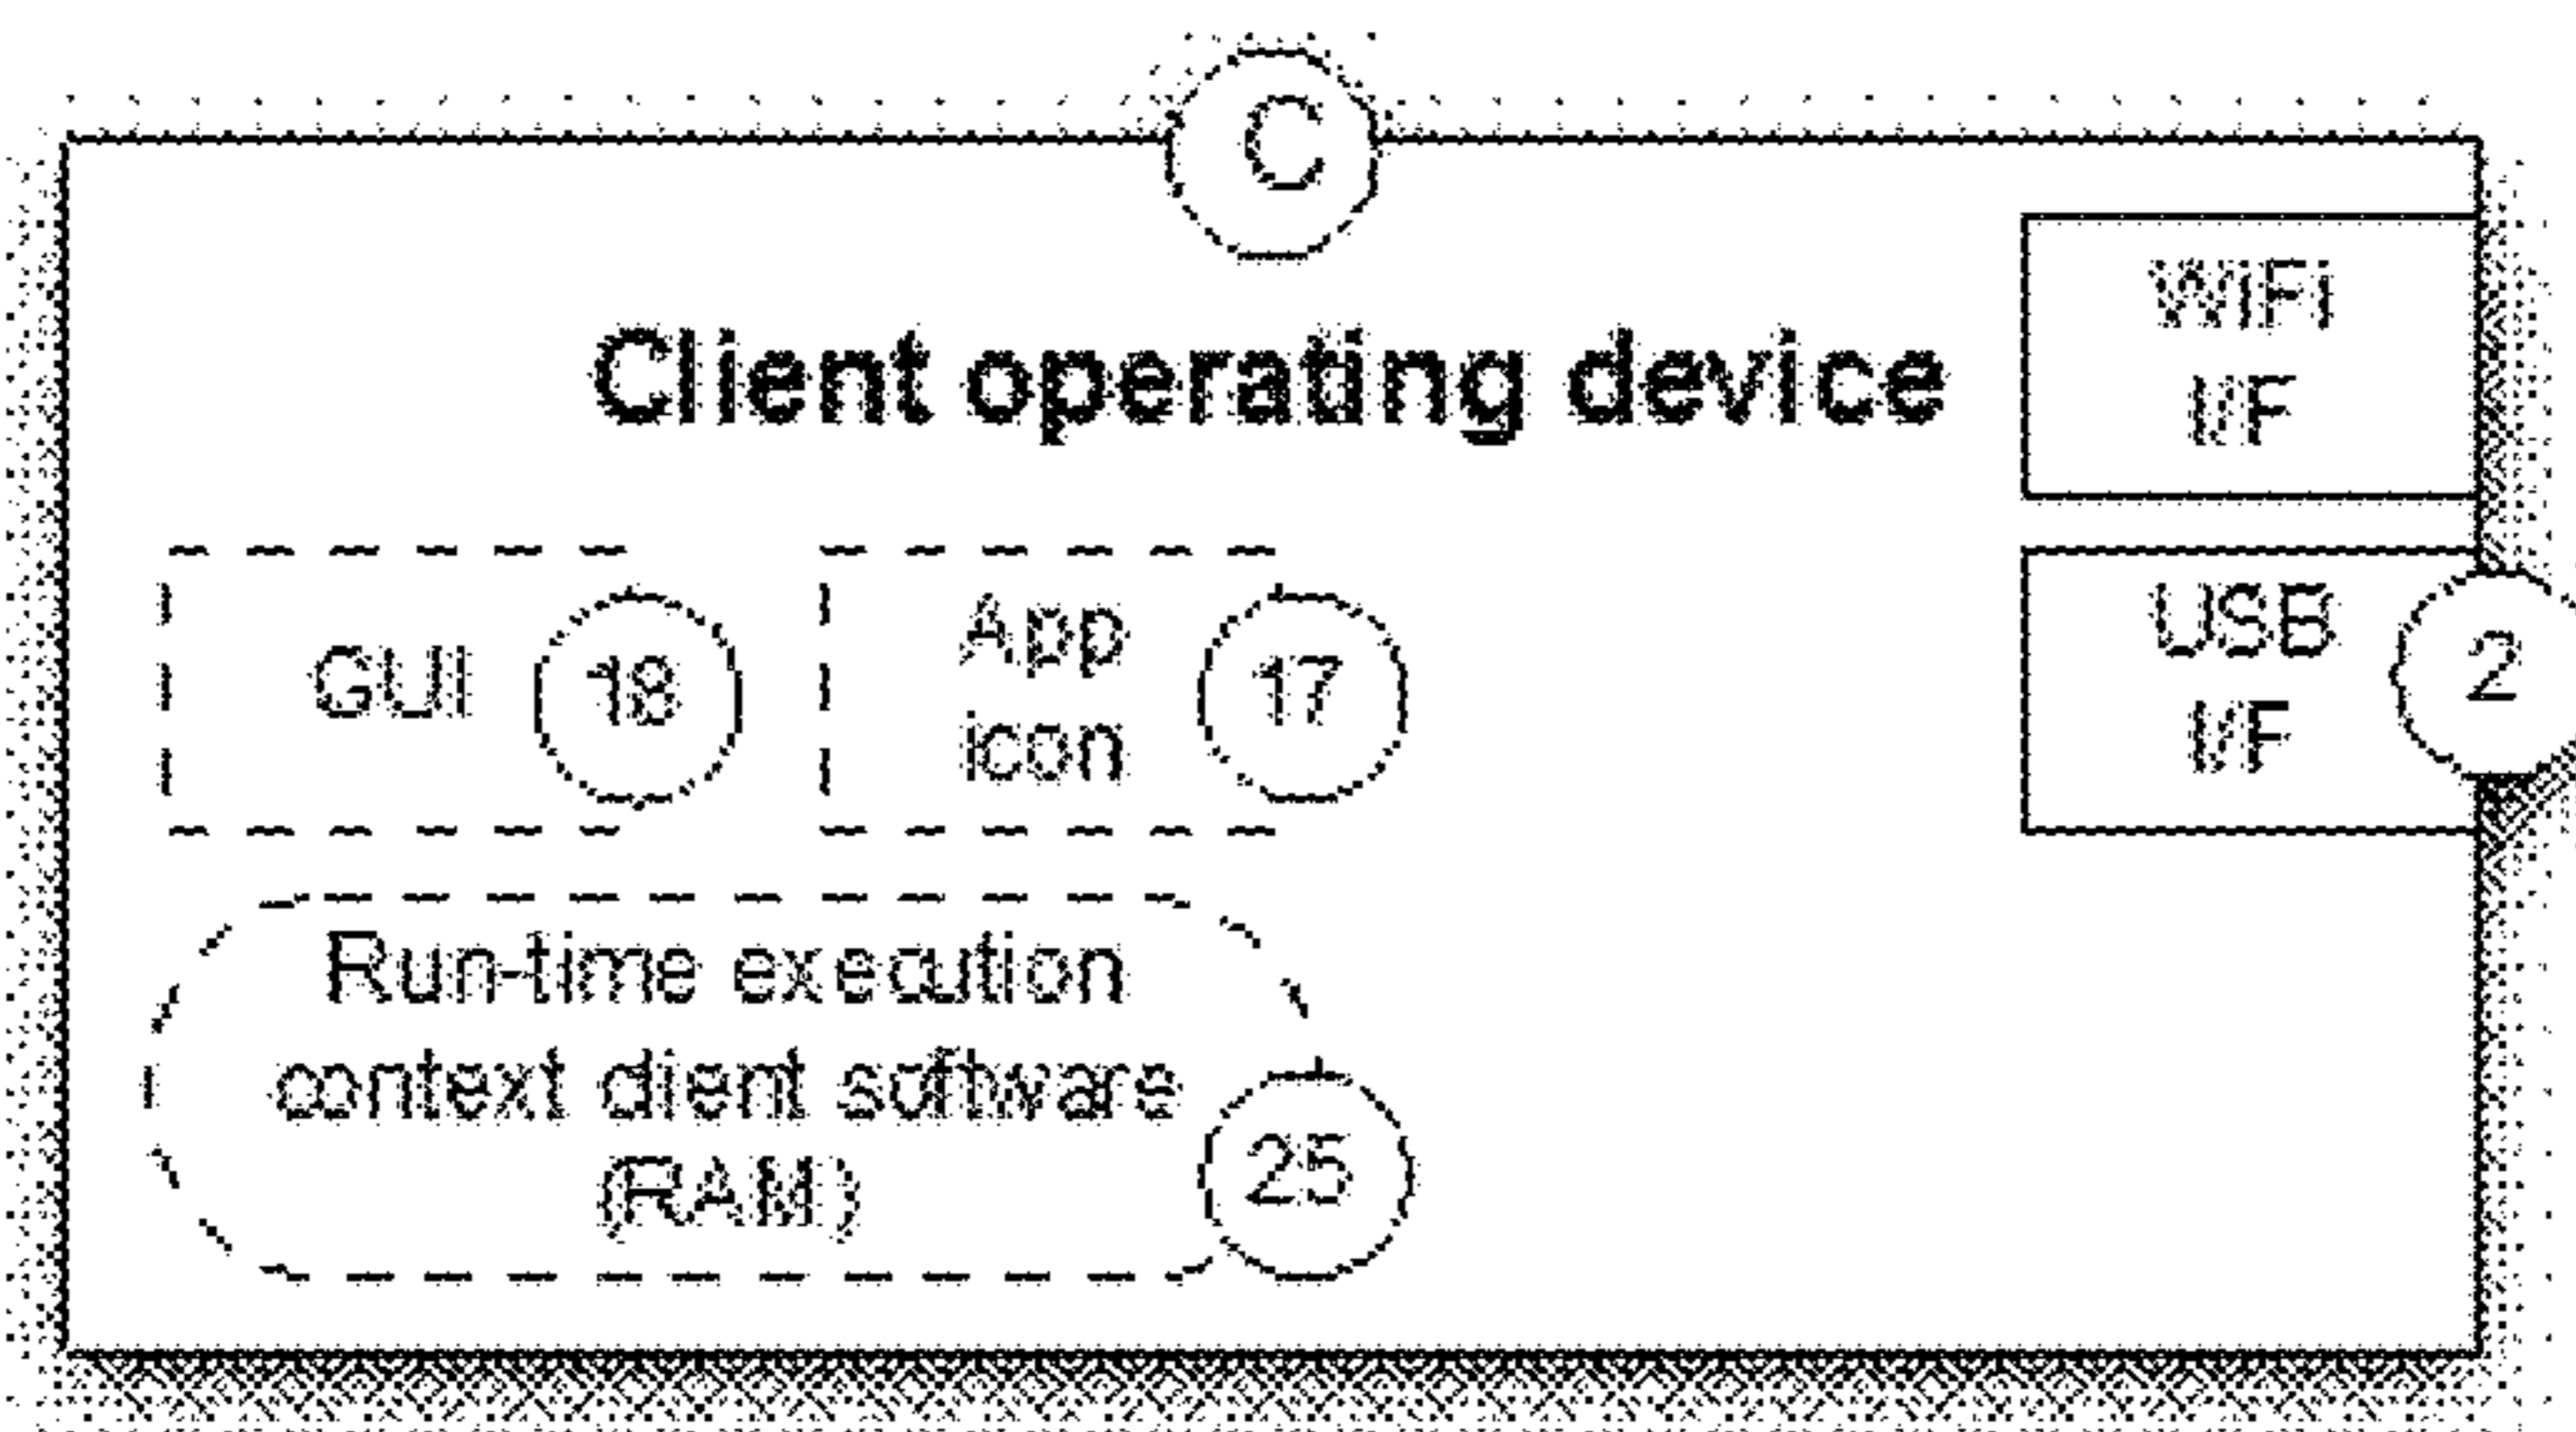 C
Client operating device
WiFi
I/F
GUI
18
App
icon
17
USB
I/F
2
Run-time execution
context client software
(RAM)
25